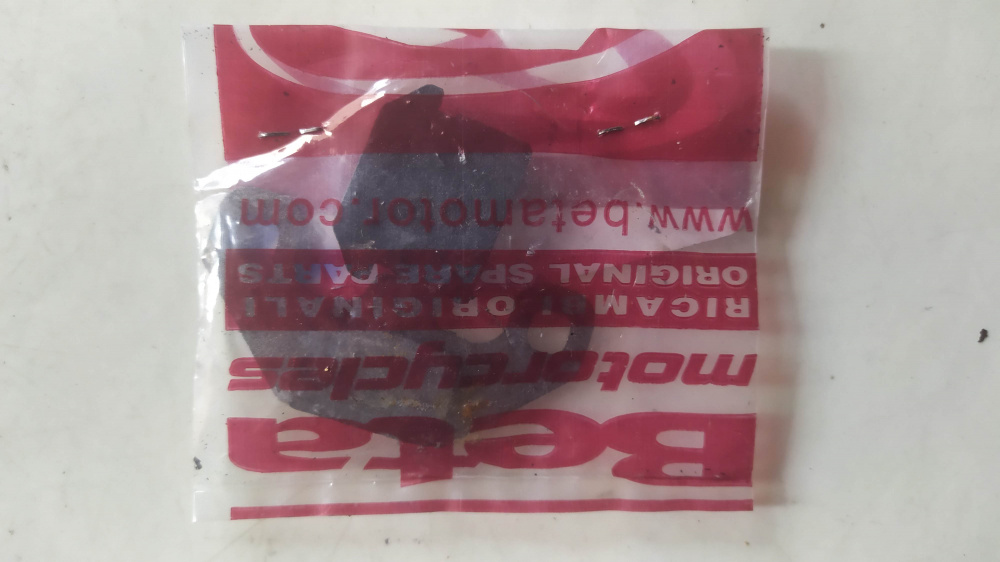 Beta
motorcycles
RICAMBI ORIGINALI
ORIGINAL SPARE PARTS
www.betamotor.com